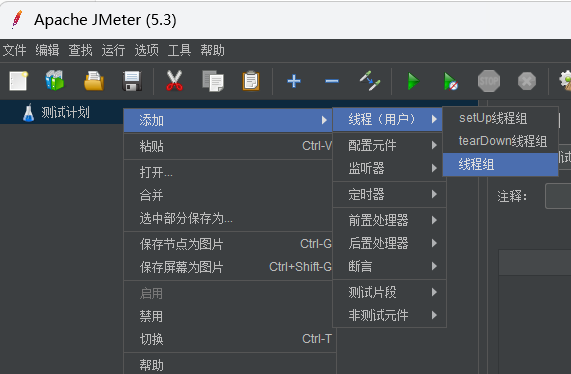 Apache JMeter (5.3)
文件 编辑 查找 运行 选项 工具 帮助
测试计划
添加
粘贴 Ctrl-V
打开...
合并
选中部分保存为...
保存节点为图片 Ctrl-G
保存屏幕为图片 Ctrl+Shift-G
启用
禁用
切换 Ctrl-T
帮助
线程（用户）
配置元件
监听器
定时器
前置处理器
后置处理器
断言
测试片段
非测试元件
setUp线程组
tearDown线程组
线程组
注释：